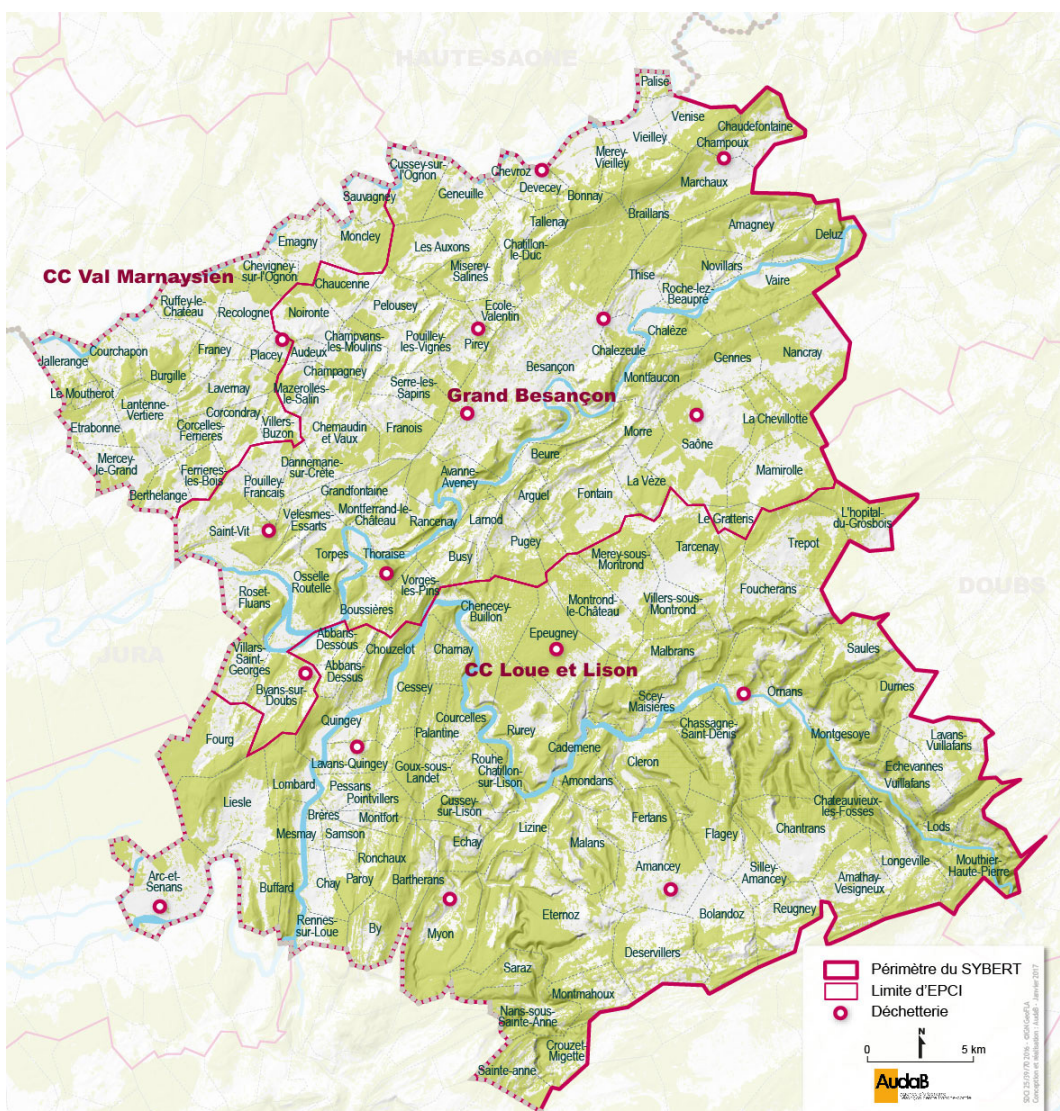 HAUTE-SAONE
Palise
Venise
Chaudefontaine
Vieilley
Champoux
Merey-
Vieilley
Cussey-sur-
l'Ognon
Chevroz
Devecey
Marchaux
Sauvagney
Geneuille
Bonnay
Braillans
Tallenay
Amagney
Deluz
Emagny
Moncley
Les Auxons
Chatillon-
le-Duc
CC Val Marnaysien
Chevigney-
sur-l'Ognon
Miserey-
Salines
Thise
Novillars
Chaucenne
Roche-lez-
Beaupré
Vaire
Ruffey-le-
Chateau
Recologne
Noironte
Pelousey
Ecole-
Valentin
Chalèze
Courchapon
Jallerange
Franey
Placey
Audeux
Champvans-
les-Moulins
Pouilley-
les-Vignes
Pirey
Chalezeule
Nancray
Gennes
Burgille
Champagney
Besançon
Montfaucon
Le Moutherot
Lavernay
Mazerolles-
le-Salin
Serre-les-
Sapins
Grand Besançon
Lantenne-
Vertiere
Corcondray
La Chevillotte
Etrabonne
Corcelles-
Ferrieres
Villers-
Buzon
Chemaudin
et Vaux
Franois
Morre
Saône
Mercey-
le-Grand
Dannemarie-
sur-Crète
Beure
Ferrieres-
les-Bois
Avanne-
Aveney
Mamirolle
Berthelange
Pouilley-
Francais
Grandfontaine
Arguel
Fontain
La Vèze
Velesmes-
Essarts
Montferrand-le-
Château
Rancenay
Larnod
Le Gratteris
L'hopital-
du-Grosbois
Saint-Vit
Pugey
Tarcenay
Trepot
Torpes
Thoraise
Busy
Merey-sous-
Montrond
Osselle
Routelle
Vorges-
les-Pins
DOUBS
Roset-
Fluans
Foucherans
Boussières
Chenecey-
Buillon
Montrond-
le-Château
Villers-sous-
Montrond
JURA
Abbans-
Dessous
Chouzelot
Charnay
Epeugney
Malbrans
Saules
Villars-
Saint-
Georges
Abbans-
Dessus
CC Loue et Lison
Byans-sur-
Doubs
Cessey
Scey-
Maisières
Ornans
Durnes
Quingey
Courcelles
Palantine
Rurey
Chassagne-
Saint-Denis
Montgesoye
Lavans-
Vuillafans
Fourg
Cademene
Lavans-Quingey
Goux-sous-
Landet
Rouhe
Chatillon-
sur-Lison
Cleron
Echevannes
Vuillafans
Lombard
Pessans
Pointvillers
Amondans
Liesle
Cussey-
sur-Lison
Chateauvieux-
les-Fosses
Brères
Montfort
Fertans
Mesmay
Samson
Lizine
Flagey
Chantrans
Lods
Echay
Malans
Ronchaux
Longeville
Mouthier-
Haute-Pierre
Arc-et-
Senans
Buffard
Chay
Paroy
Bartherans
Amancey
Silley-
Amancey
Amathay-
Vesigneux
Rennes-
sur-Loue
By
Myon
Eternoz
Bolandoz
Reugney
Deservillers
Saraz
Montmahoux
Nans-sous-
Sainte-Anne
Crouzet-
Migette
Sainte-anne
Périmètre du SYBERT
Limite d'EPCI
Déchetterie
N
0 5 km
AudaB